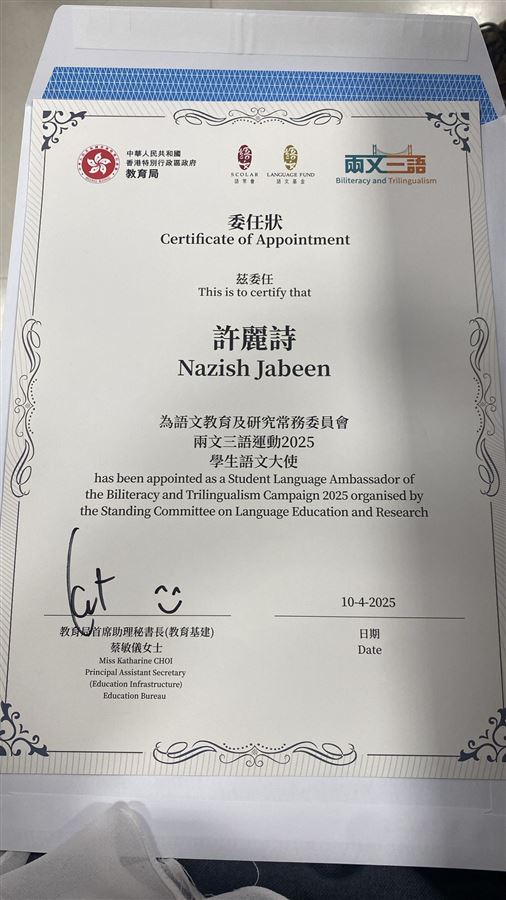 中華人民共和國
香港特別行政區政府
教育局
SCOLAR
語常會
LANGUAGE FUND
語文基金
兩文三語
Biliteracy and Trilingualism
委任狀
Certificate of Appointment
茲委任
This is to certify that
許麗詩
Nazish Jabeen
為語文教育及研究常務委員會
兩文三語運動2025
學生語文大使
has been appointed as a Student Language Ambassador of
the Biliteracy and Trilingualism Campaign 2025 organised by
the Standing Committee on Language Education and Research
教育局首席助理秘書長(教育基建)
蔡敏儀女士
Miss Katharine CHOI
Principal Assistant Secretary
(Education Infrastructure)
Education Bureau
10-4-2025
日期
Date